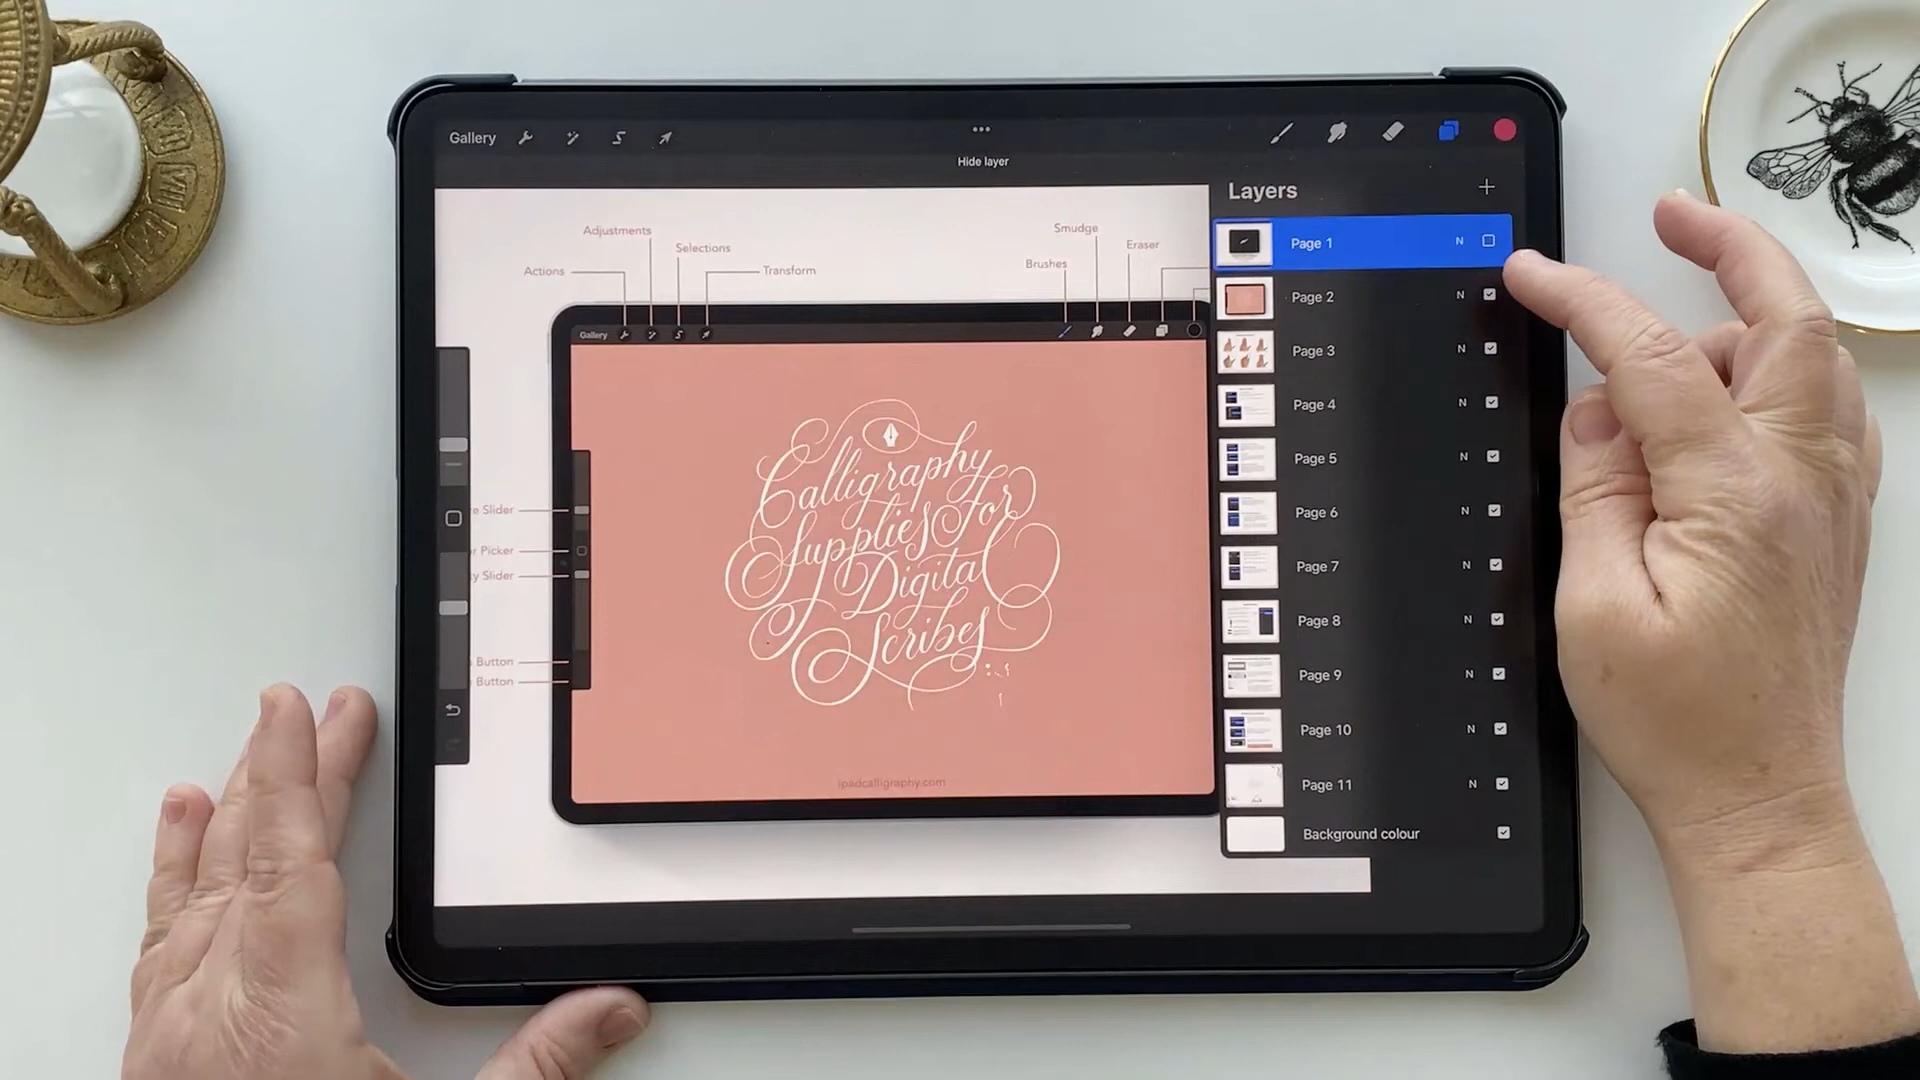 Gallery
Hide layer
Layers
Page 1 N
Page 2 N
Page 3 N
Page 4 N
Page 5 N
Page 6 N
Page 7 N
Page 8 N
Page 9 N
Page 10 N
Page 11 N
Background colour
Adjustments
Selections
Actions
Transform
Smudge
Eraser
Brushes
Gallery
Calligraphy
Supplies For
Digital
Scribes
ipadcalligraphy.com
Slider
Picker
Slider
Button
Button